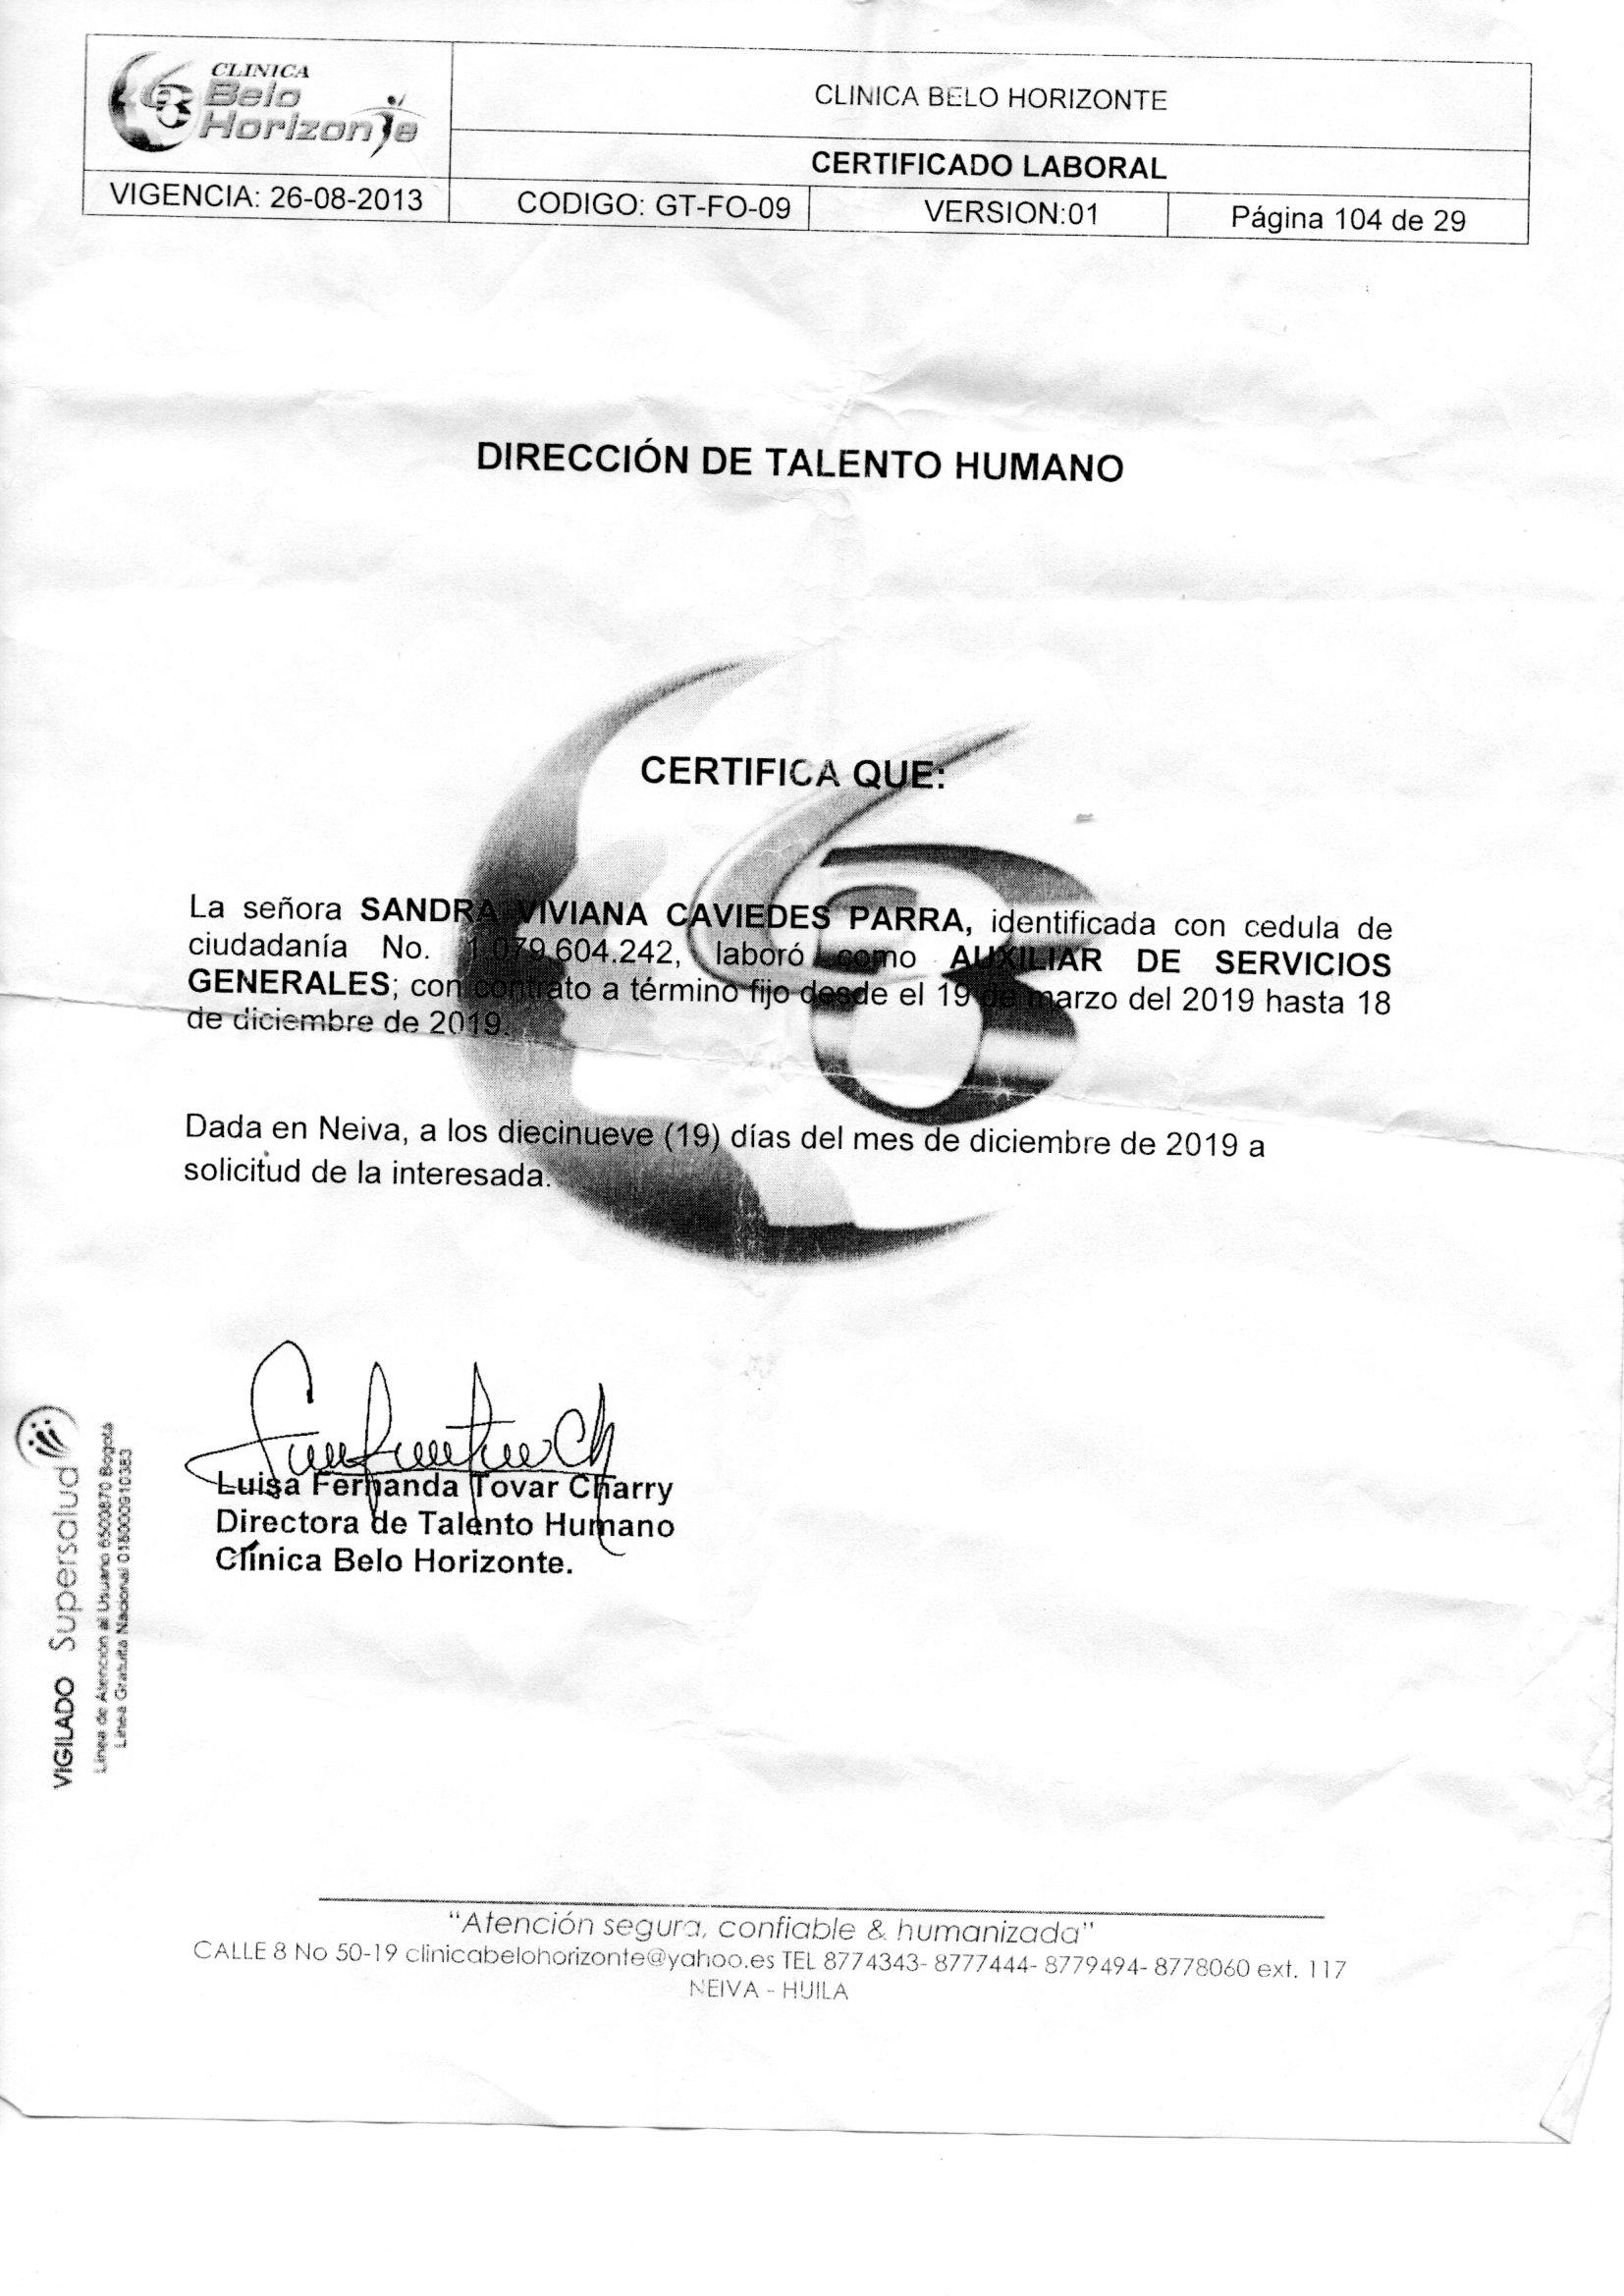 CLINICA
Belo
Horizonte
CLINICA BELO HORIZONTE
CERTIFICADO LABORAL
VIGENCIA: 26-08-2013 CODIGO: GT-FO-09 VERSION:01 Página 104 de 29
DIRECCIÓN DE TALENTO HUMANO
CERTIFICA QUE:
La señora SANDRA VIVIANA CAVIEDES PARRA, identificada con cedula de
ciudadanía No. 1.079.604.242, laboró como AUXILIAR DE SERVICIOS
GENERALES; con contrato a término fijo desde el 19 de marzo del 2019 hasta 18
de diciembre de 2019.
Dada en Neiva, a los diecinueve (19) días del mes de diciembre de 2019 a
solicitud de la interesada.
Luisa Fernanda Tovar Charry
Directora de Talento Humano
Clínica Belo Horizonte.
VIGILADO Supersalud
Línea de Atención al Usuario 6500870 Bogotá
Línea Gratuita Nacional 018000910383
"Atención segura, confiable & humanizada"
CALLE 8 No 50-19 clinicabelohorizonte@yahoo.es TEL 8774343- 8777444- 8779494- 8778060 ext. 117
NEIVA - HUILA